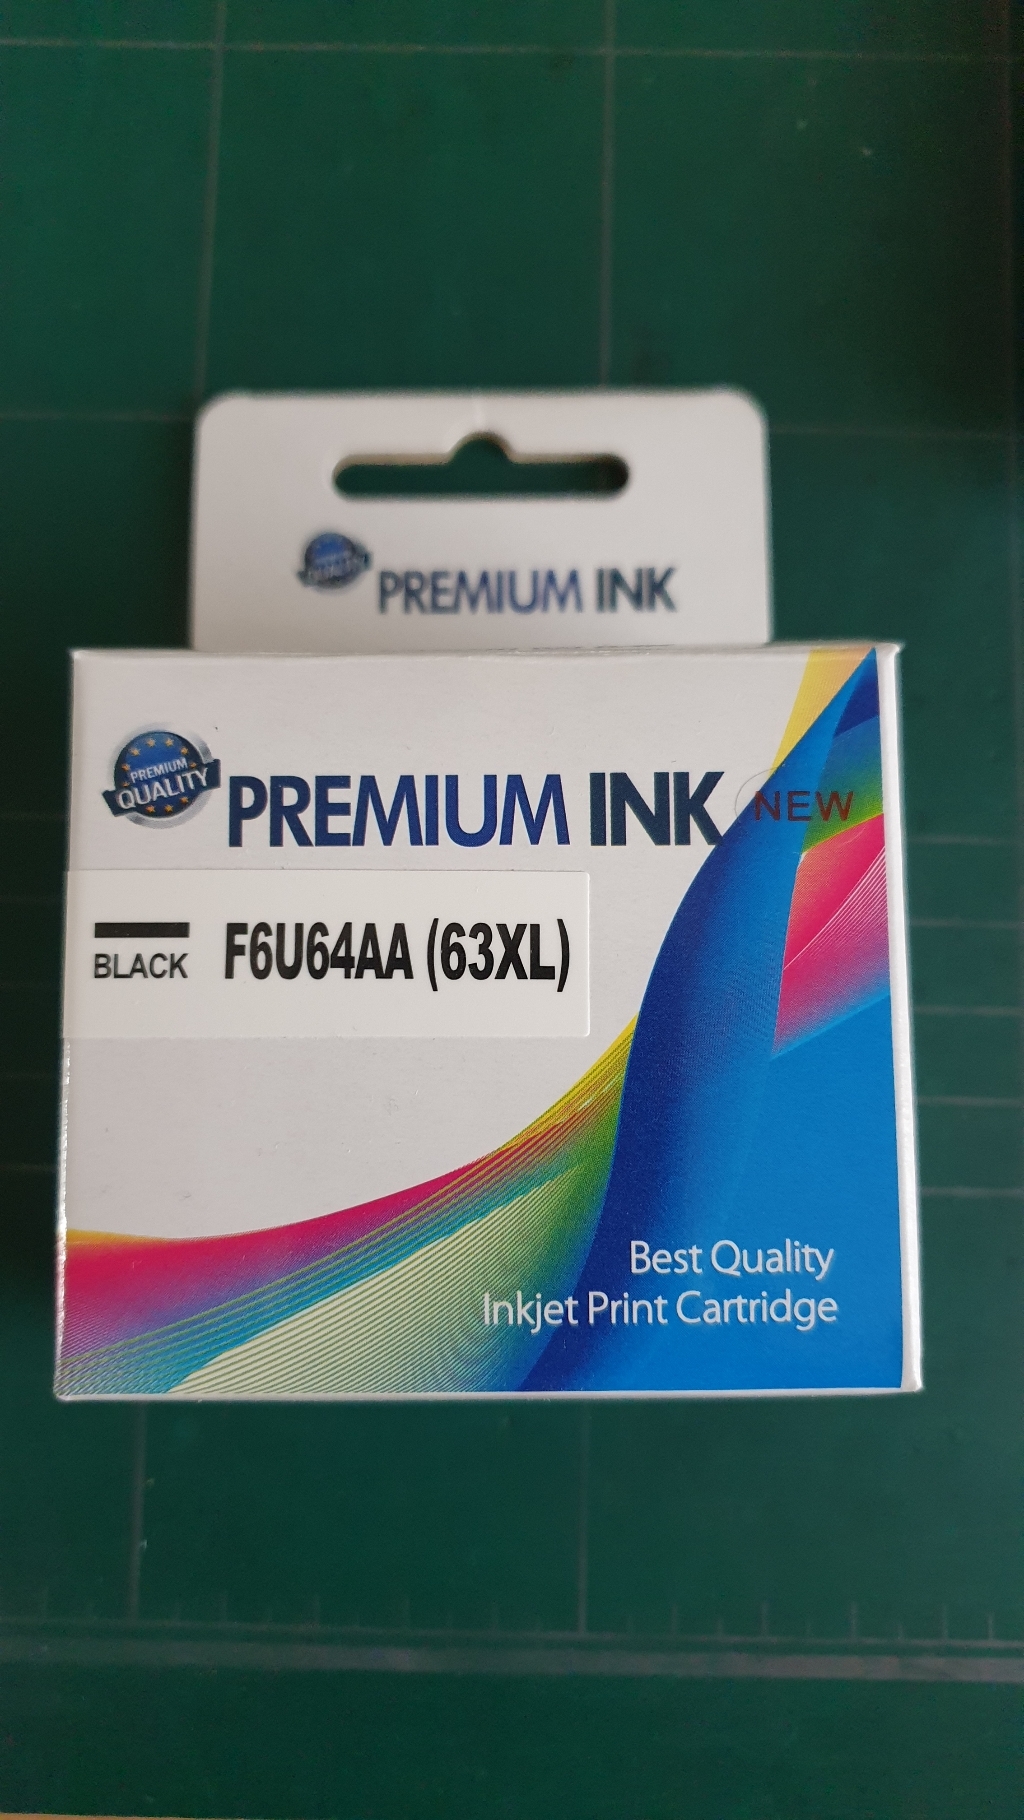 PREMIUM INK
PREMIUM
QUALITY
PREMIUM INK
NEW
BLACK
F6U64AA (63XL)
Best Quality
Inkjet Print Cartridge